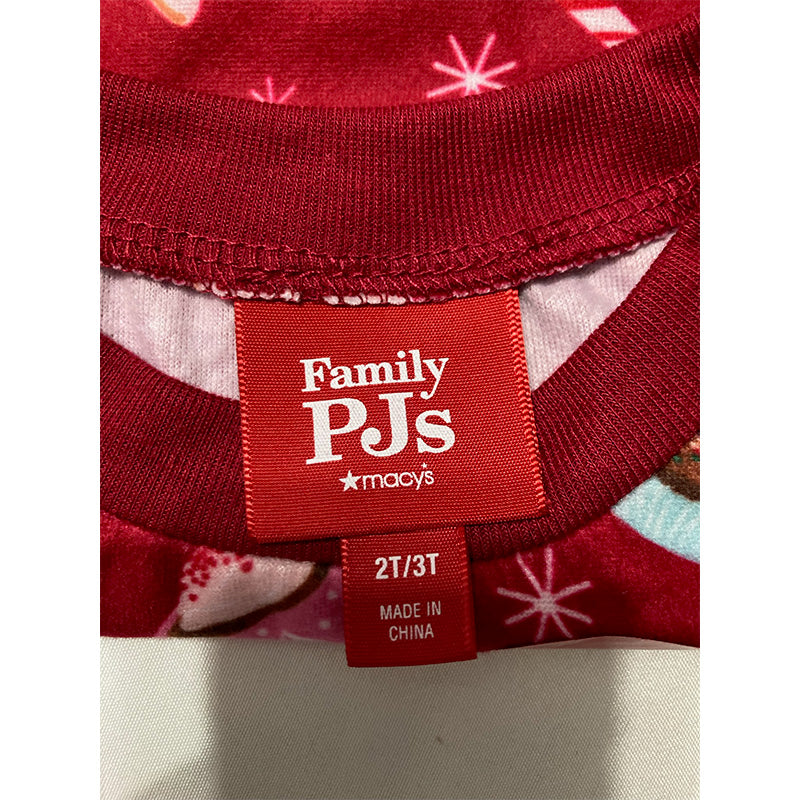 Family
PJs
★macy's
2T/3T
MADE IN
CHINA